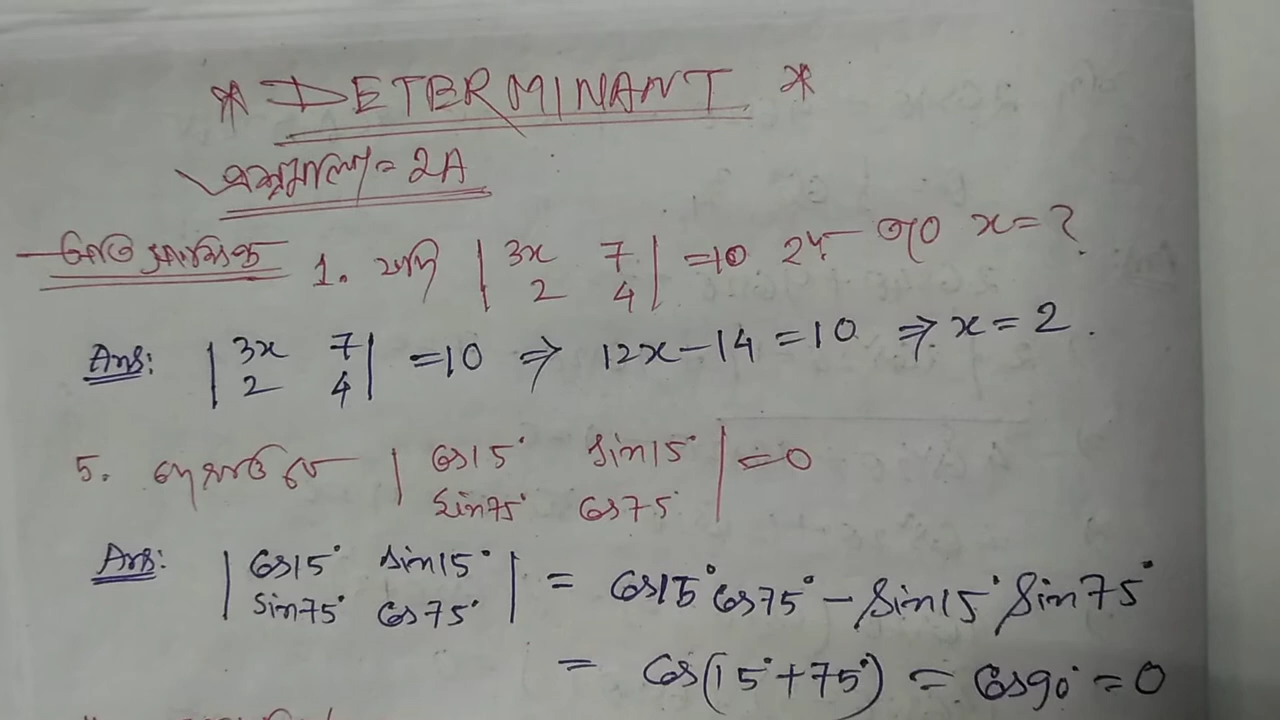 * DETERMINANT *
প্রশ্নমালা = 2A
অতি সংক্ষিপ্ত 1. যদি | 3x 7 | = 10 হয় তবে x = ?
| 2 4 |
Ans: | 3x 7 | = 10 ⇒ 12x - 14 = 10 ⇒ x = 2.
| 2 4 |
5. দেখাও যে | Cos15° Sin15° | = 0
| Sin75° Cos75° |
Ans: | Cos15° Sin15° | = Cos15° Cos75° - Sin15° Sin75°
| Sin75° Cos75° |
= Cos(15° + 75°) = Cos90° = 0